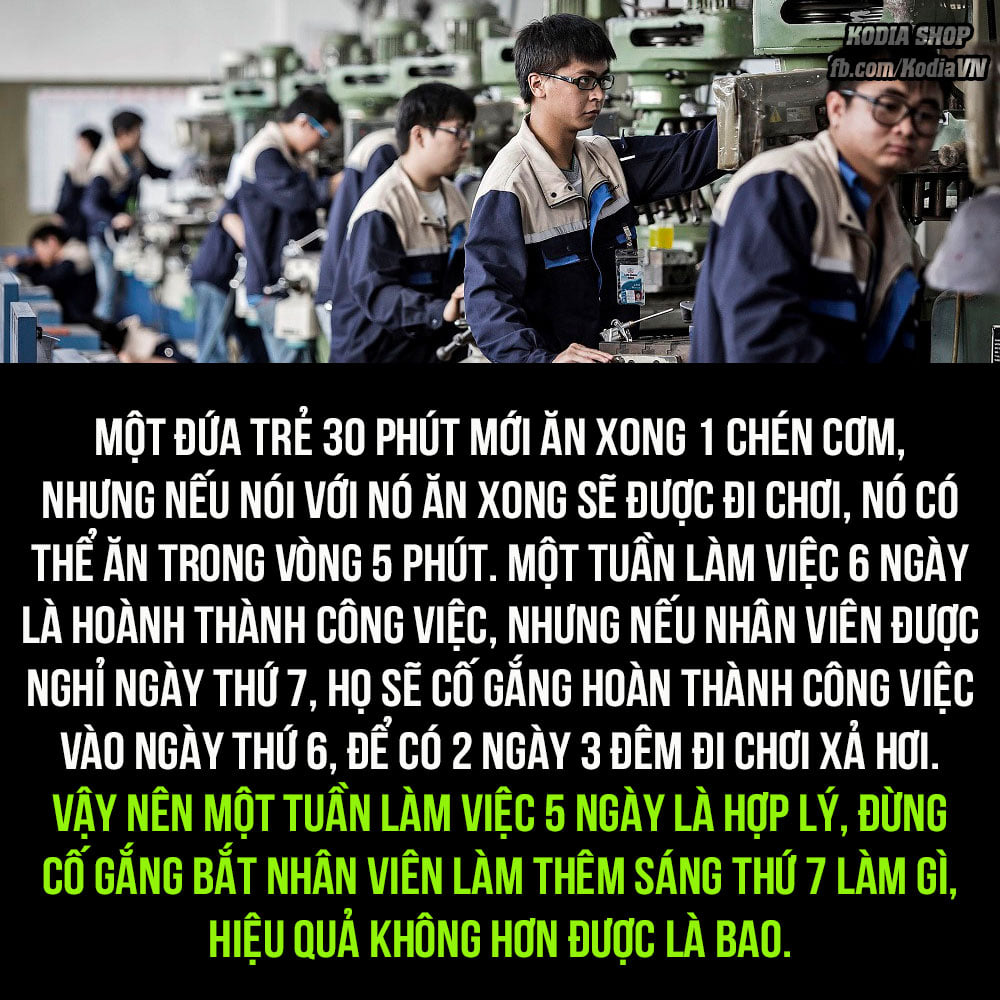 KODIA SHOP
fb.com/KodiaVN
MỘT ĐỨA TRẺ 30 PHÚT MỚI ĂN XONG 1 CHÉN CƠM,
NHƯNG NẾU NÓI VỚI NÓ ĂN XONG SẼ ĐƯỢC ĐI CHƠI, NÓ CÓ
THỂ ĂN TRONG VÒNG 5 PHÚT. MỘT TUẦN LÀM VIỆC 6 NGÀY
LÀ HOÀNH THÀNH CÔNG VIỆC, NHƯNG NẾU NHÂN VIÊN ĐƯỢC
NGHỈ NGÀY THỨ 7, HỌ SẼ CỐ GẮNG HOÀN THÀNH CÔNG VIỆC
VÀO NGÀY THỨ 6, ĐỂ CÓ 2 NGÀY 3 ĐÊM ĐI CHƠI XẢ HƠI.
VẬY NÊN MỘT TUẦN LÀM VIỆC 5 NGÀY LÀ HỢP LÝ, ĐỪNG
CỐ GẮNG BẮT NHÂN VIÊN LÀM THÊM SÁNG THỨ 7 LÀM GÌ,
HIỆU QUẢ KHÔNG HƠN ĐƯỢC LÀ BAO.